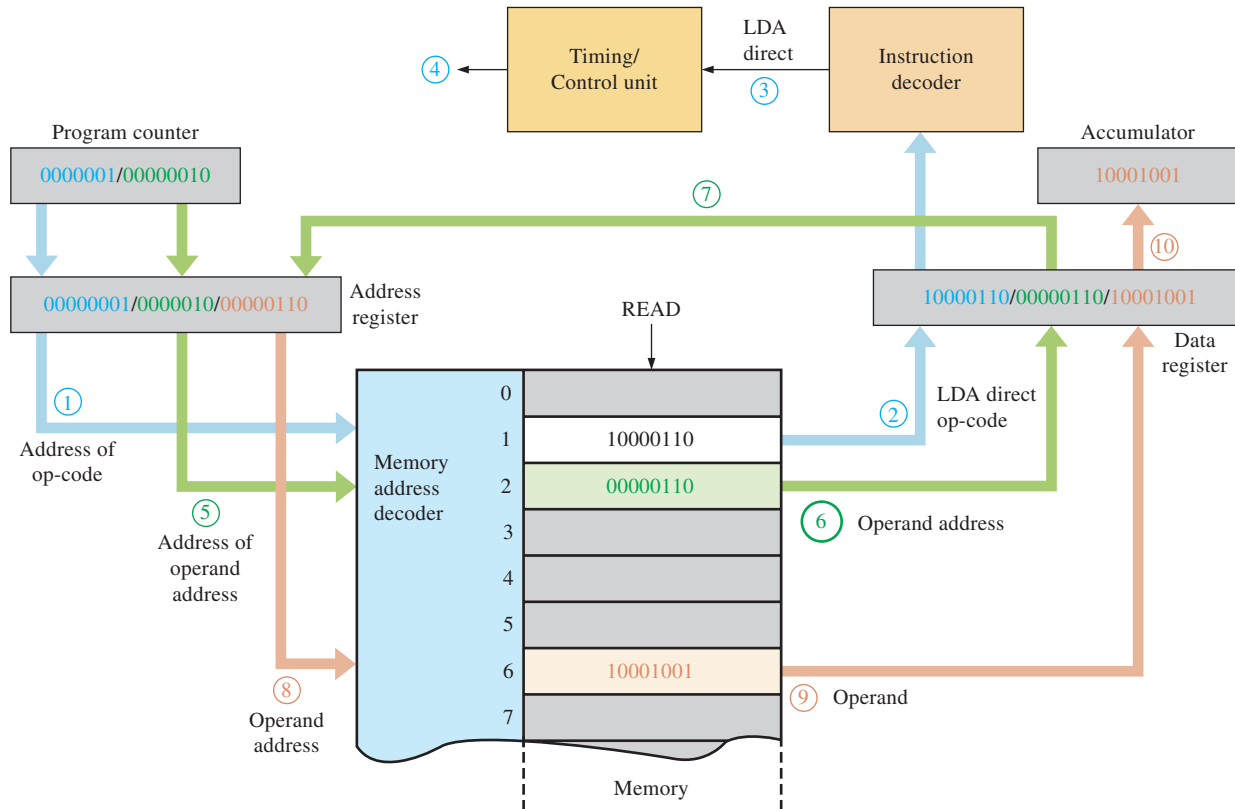 LDA
direct
Timing/
Control unit
Instruction
decoder
④
③
Program counter
Accumulator
0000001/00000010
10001001
⑦
⑩
00000001/0000010/00000110
Address
register
10000110/00000110/10001001
READ
Data
register
①
②
LDA direct
op-code
Address of
op-code
Memory
address
decoder
0
1
10000110
2
00000110
3
4
5
6
10001001
7
⑤
Address of
operand
address
⑥
Operand address
⑧
Operand
address
⑨
Operand
Memory